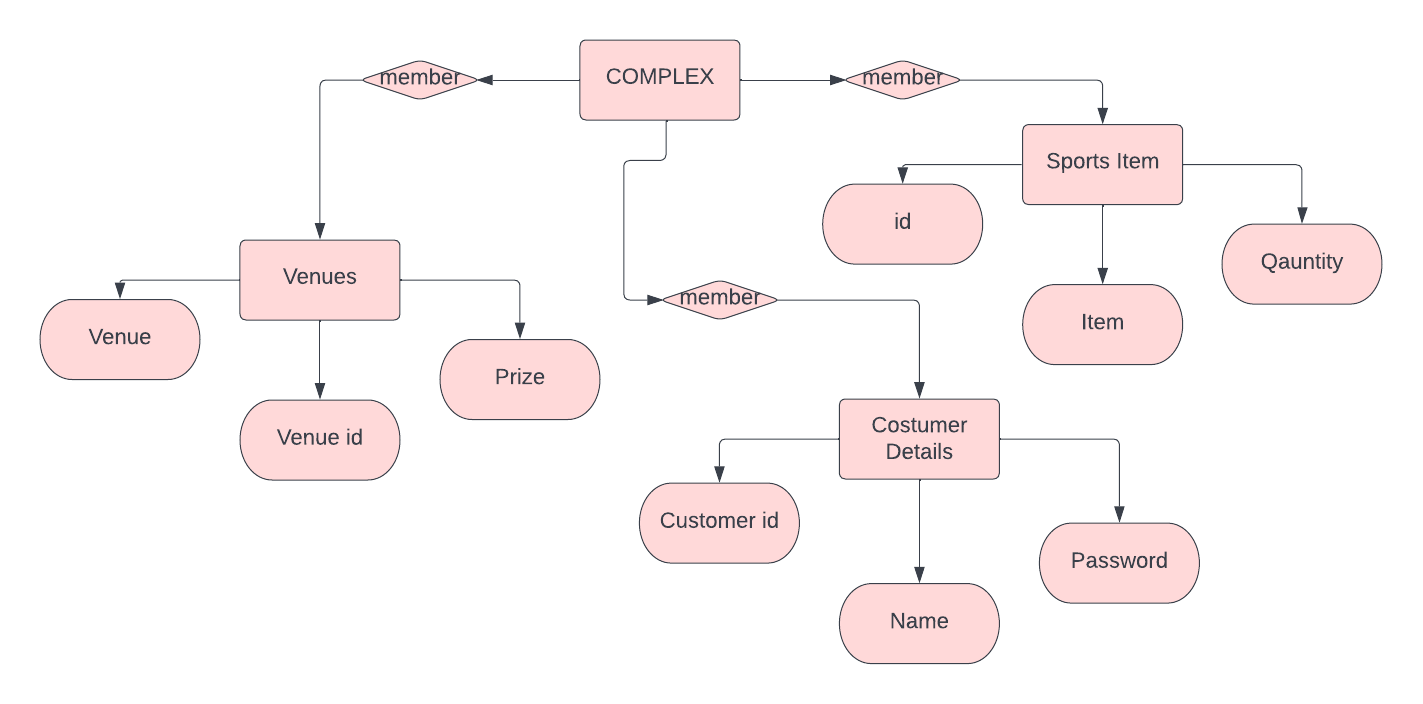 member
COMPLEX
member
Sports Item
id
Qauntity
Venues
member
Item
Venue
Prize
Venue id
Costumer
Details
Customer id
Password
Name